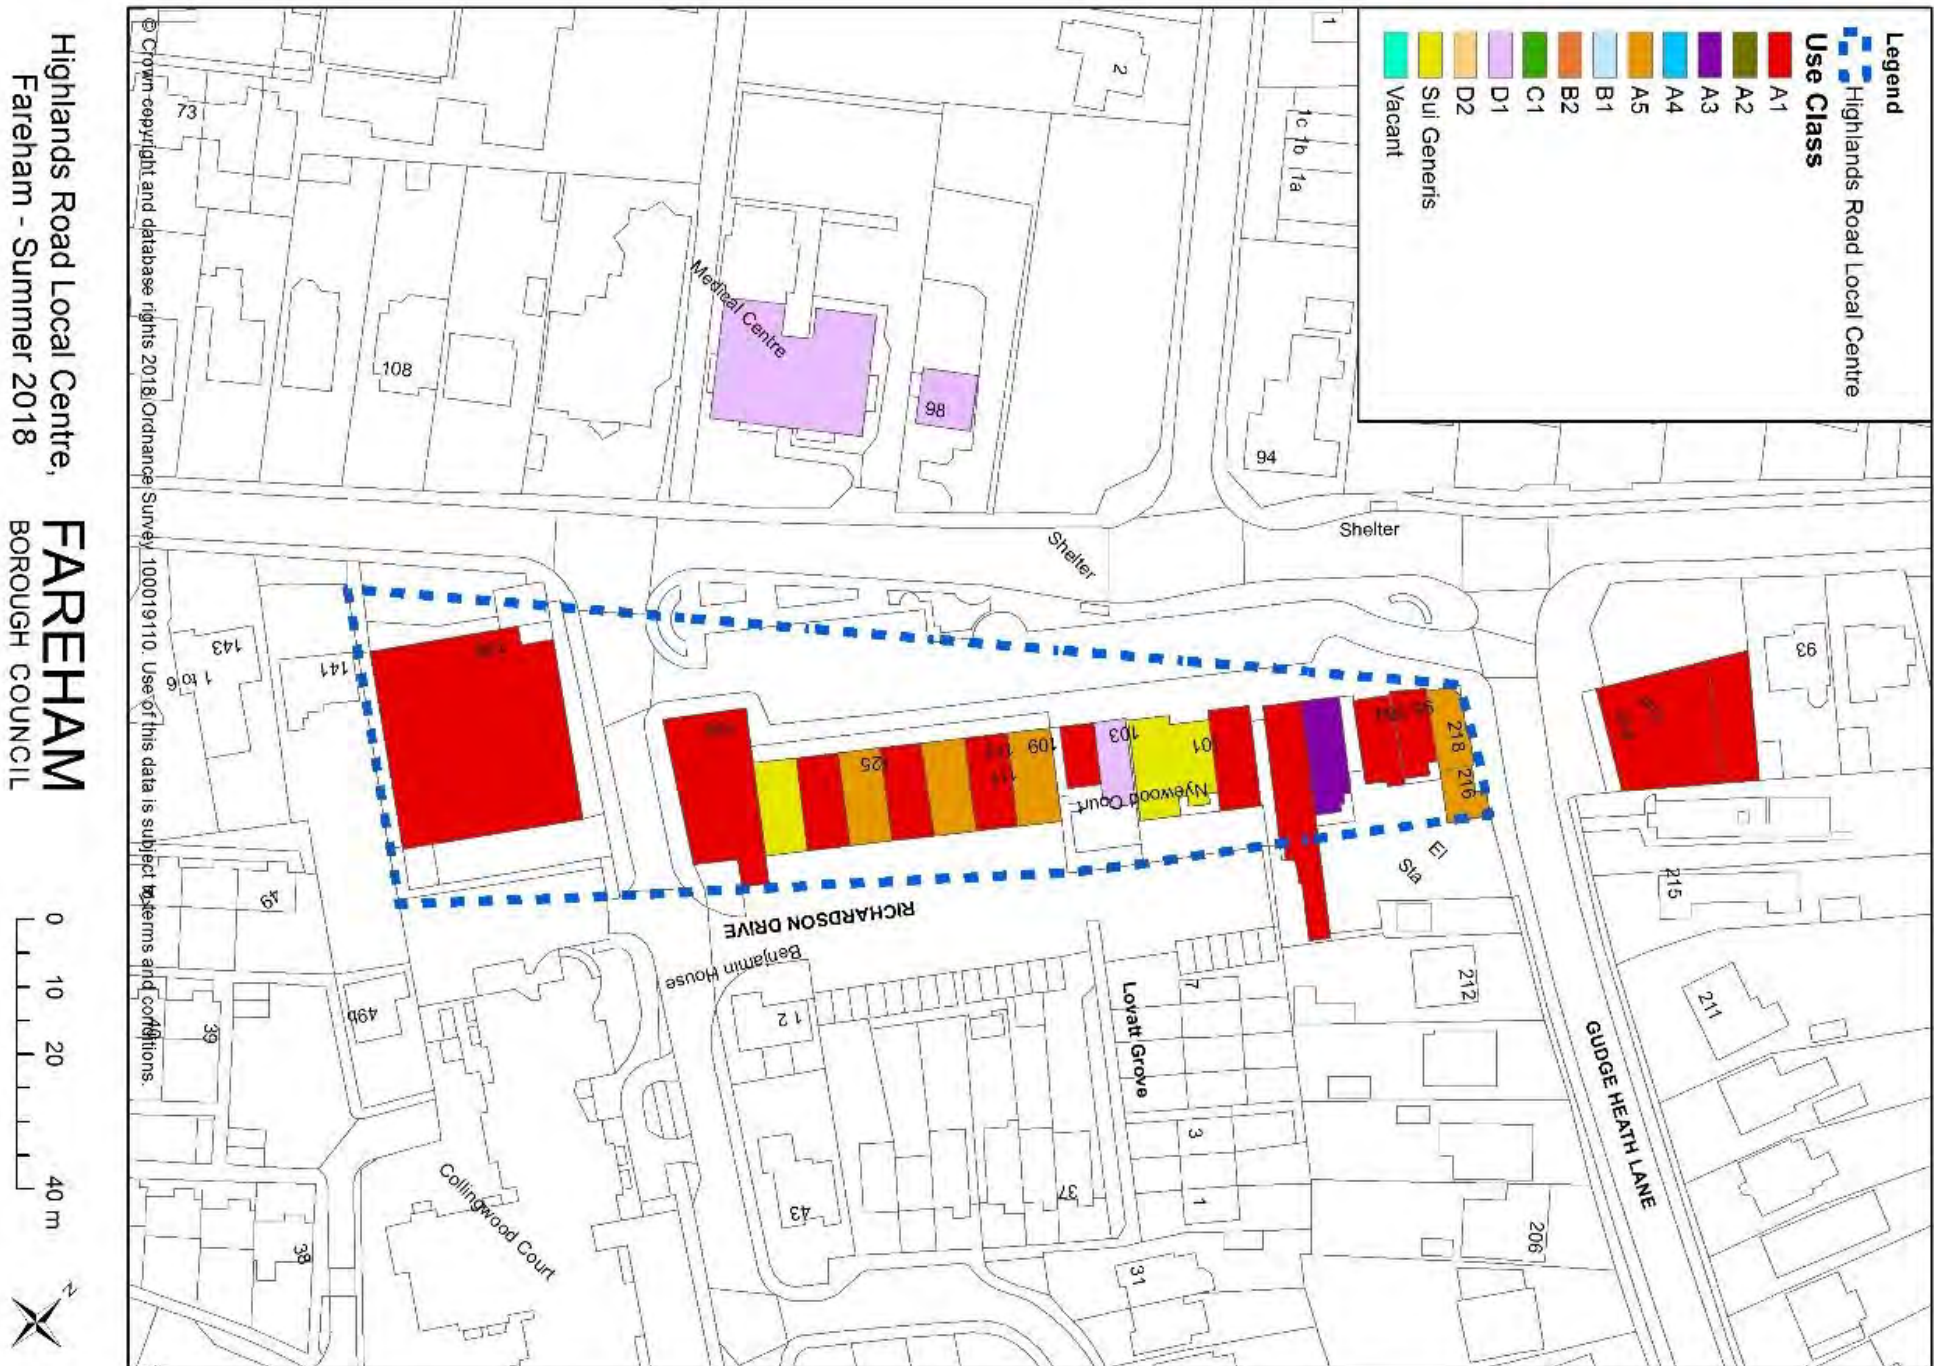 Legend
Highlands Road Local Centre
Use Class
A1
A2
A3
A4
A5
B1
B2
C1
D1
D2
Sui Generis
Vacant
1
1c 1b 1a
2
73
Medical Centre
98
94
108
Shelter
Shelter
93
143
1 to 6
141
125
109
103
101
Nyewood Court
218
216
El
Sta
215
RICHARDSON DRIVE
Benjamin House
1 2
Lovatt Grove
7
3
1
212
211
GUDGE HEATH LANE
206
49
49b
39
38
43
37
31
Collingwood Court
© Crown copyright and database rights 2018 Ordnance Survey 100019110. Use of this data is subject to terms and conditions.
Highlands Road Local Centre,
Fareham - Summer 2018
FAREHAM
BOROUGH COUNCIL
0 10 20 40 m
N